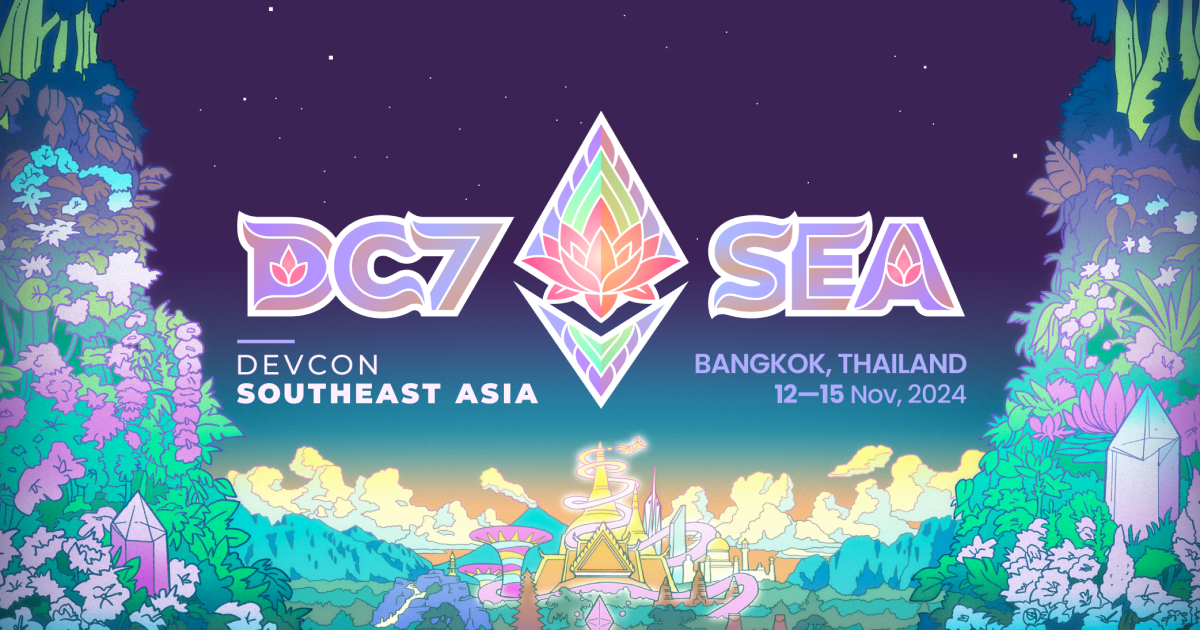 DC7 SEA
DEVCON
SOUTHEAST ASIA
BANGKOK, THAILAND
12—15 Nov, 2024